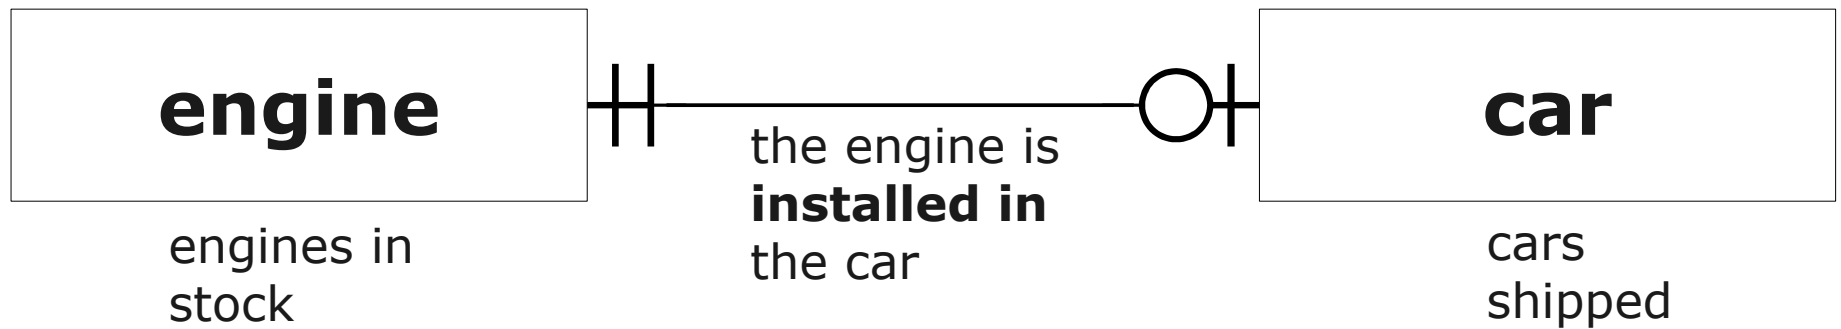 engine
car
the engine is
installed in
the car
engines in
stock
cars
shipped